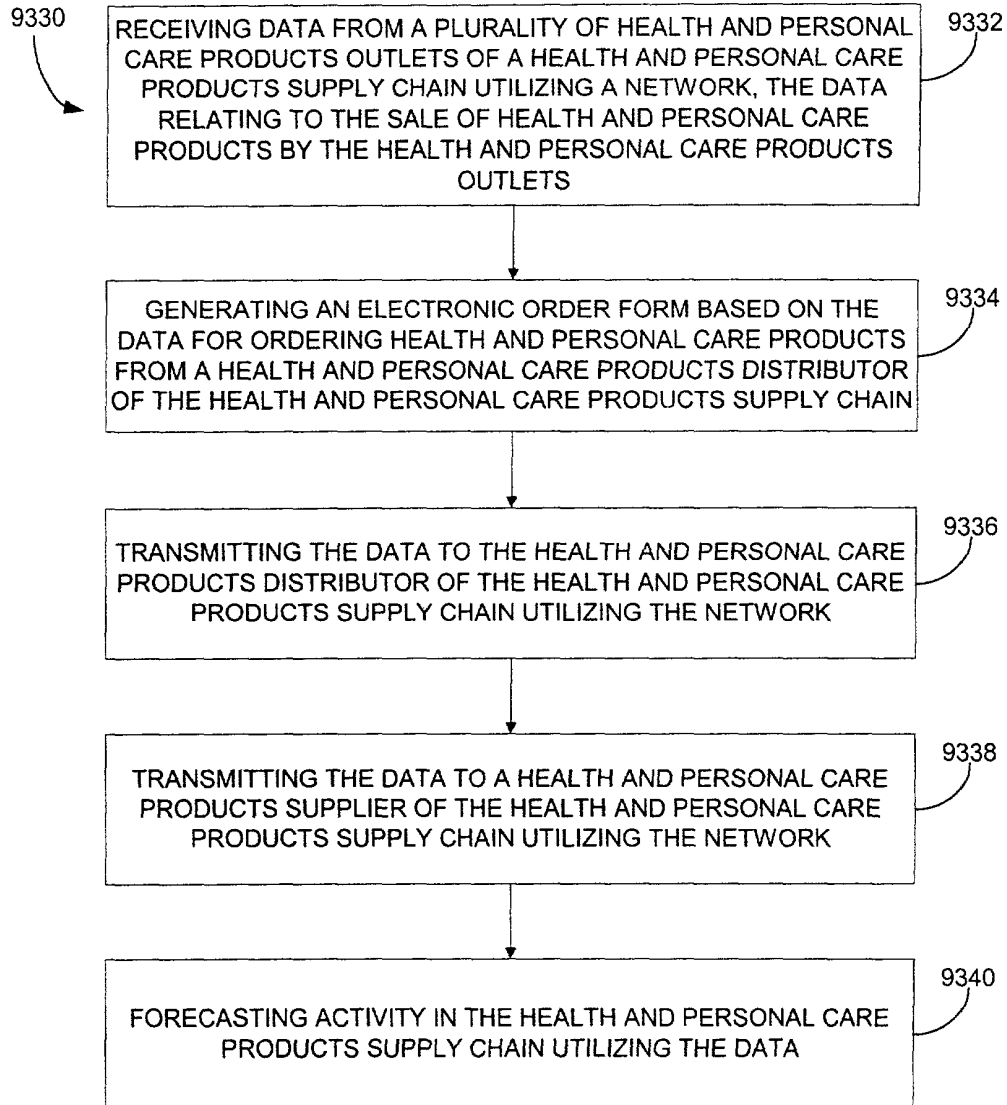 9330
RECEIVING DATA FROM A PLURALITY OF HEALTH AND PERSONAL
CARE PRODUCTS OUTLETS OF A HEALTH AND PERSONAL CARE
PRODUCTS SUPPLY CHAIN UTILIZING A NETWORK, THE DATA
RELATING TO THE SALE OF HEALTH AND PERSONAL CARE
PRODUCTS BY THE HEALTH AND PERSONAL CARE PRODUCTS
OUTLETS
9332
GENERATING AN ELECTRONIC ORDER FORM BASED ON THE
DATA FOR ORDERING HEALTH AND PERSONAL CARE PRODUCTS
FROM A HEALTH AND PERSONAL CARE PRODUCTS DISTRIBUTOR
OF THE HEALTH AND PERSONAL CARE PRODUCTS SUPPLY CHAIN
9334
TRANSMITTING THE DATA TO THE HEALTH AND PERSONAL CARE
PRODUCTS DISTRIBUTOR OF THE HEALTH AND PERSONAL CARE
PRODUCTS SUPPLY CHAIN UTILIZING THE NETWORK
9336
TRANSMITTING THE DATA TO A HEALTH AND PERSONAL CARE
PRODUCTS SUPPLIER OF THE HEALTH AND PERSONAL CARE
PRODUCTS SUPPLY CHAIN UTILIZING THE NETWORK
9338
FORECASTING ACTIVITY IN THE HEALTH AND PERSONAL CARE
PRODUCTS SUPPLY CHAIN UTILIZING THE DATA
9340